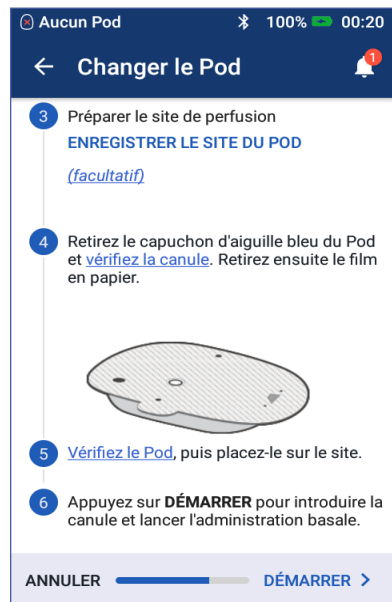 Aucun Pod 100% 00:20
Changer le Pod 1
3 Préparer le site de perfusion
ENREGISTRER LE SITE DU POD
(facultatif)
4 Retirez le capuchon d'aiguille bleu du Pod
et vérifiez la canule. Retirez ensuite le film
en papier.
5 Vérifiez le Pod, puis placez-le sur le site.
6 Appuyez sur DÉMARRER pour introduire la
canule et lancer l'administration basale.
ANNULER DÉMARRER